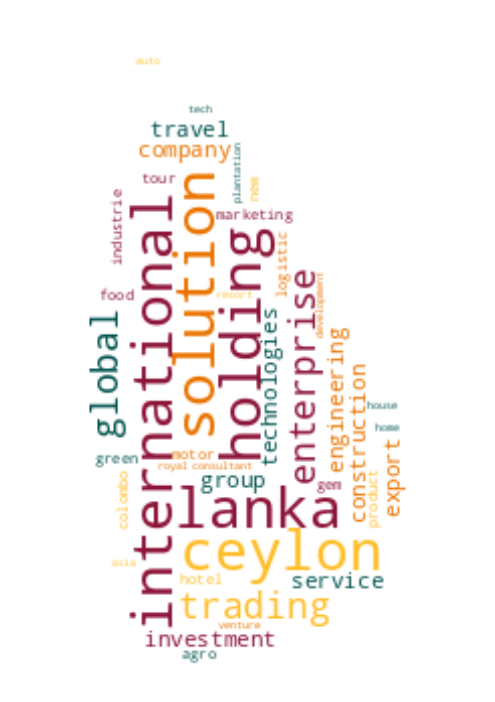 auto
tech
travel
company
plantation
tour
new
solution
industrie
international
marketing
holding
logistic
enterprise
development
food
resort
global
technologies
engineering
construction
house
home
green
motor
royal
consultant
export
colombo
group
gem
product
lanka
ceylon
asia
hotel
service
trading
venture
investment
agro